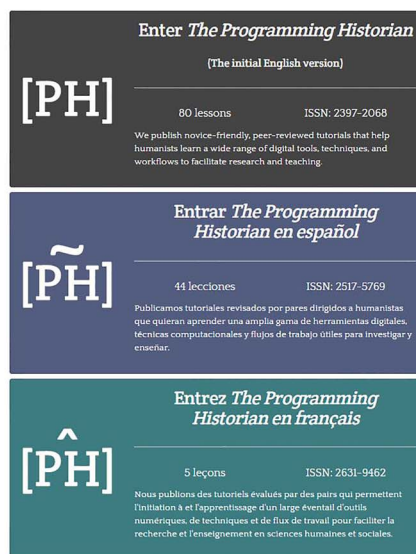 Enter The Programming Historian
(The initial English version)
[PH]
80 lessons ISSN: 2397-2068
We publish novice-friendly, peer-reviewed tutorials that help
humanists learn a wide range of digital tools, techniques, and
workflows to facilitate research and teaching.
Entrar The Programming
Historian en español
[PH̃]
44 lecciones ISSN: 2517-5769
Publicamos tutoriales revisados por pares dirigidos a humanistas
que quieran aprender una amplia gama de herramientas digitales,
técnicas computacionales y flujos de trabajo útiles para investigar y
enseñar.
Entrez The Programming
Historian en français
[PĤ]
5 leçons ISSN: 2631-9462
Nous publions des tutoriels évalués par des pairs qui permettent
l'initiation à et l'apprentissage d'un large éventail d'outils
numériques, de techniques et de flux de travail pour faciliter la
recherche et l'enseignement en sciences humaines et sociales.